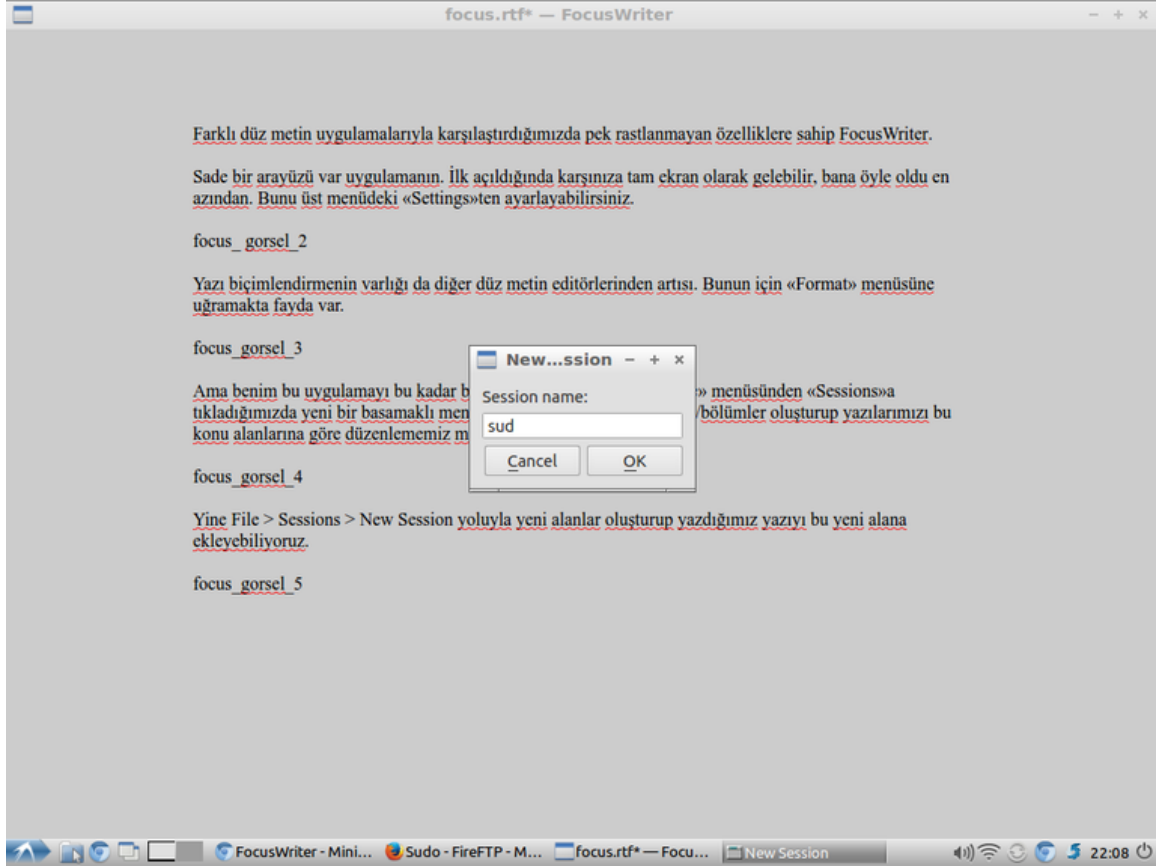 focus.rtf* — FocusWriter
Farklı düz metin uygulamalarıyla karşılaştırdığımızda pek rastlanmayan özelliklere sahip FocusWriter.
Sade bir arayüzü var uygulamanın. İlk açıldığında karşınıza tam ekran olarak gelebilir, bana öyle oldu en
azından. Bunu üst menüdeki «Settings»ten ayarlayabilirsiniz.
focus_ gorsel_2
Yazı biçimlendirmenin varlığı da diğer düz metin editörlerinden artısı. Bunun için «Format» menüsüne
uğramakta fayda var.
focus_gorsel_3
New...ssion
Session name:
sud
Cancel OK
Ama benim bu uygulamayı bu kadar b » menüsünden «Sessions»a
tıkladığımızda yeni bir basamaklı men /bölümler oluşturup yazılarımızı bu
konu alanlarına göre düzenlememiz m
focus_gorsel_4
Yine File > Sessions > New Session yoluyla yeni alanlar oluşturup yazdığımız yazıyı bu yeni alana
ekleyebiliyoruz.
focus_gorsel_5
FocusWriter - Mini... Sudo - FireFTP - M... focus.rtf* — Focu... New Session 22:08